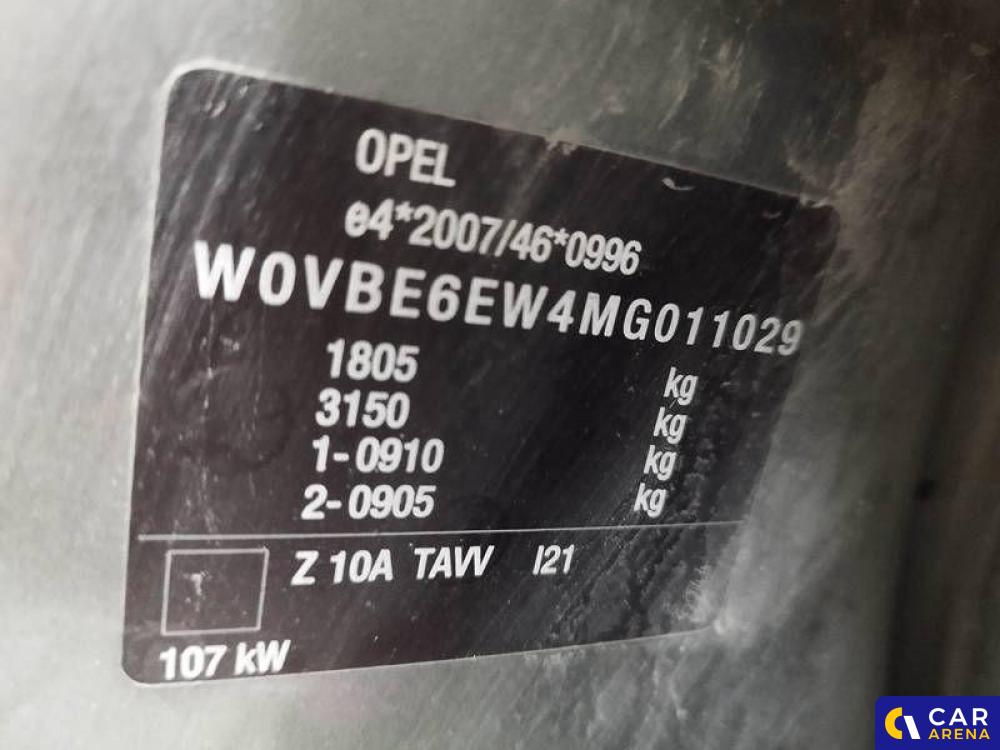 OPEL
e4*2007/46*0996
W0VBE6EW4MG011029
1805 kg
3150 kg
1-0910 kg
2-0905 kg
Z 10A TAVV I21
107 kW
CAR
ARENA